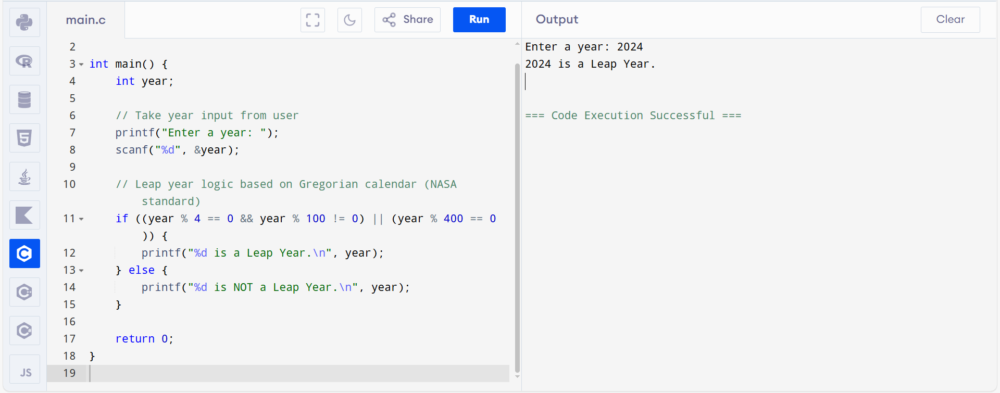 main.c
Share
Run
Output
Clear
2
3 int main() {
4     int year;
5
6     // Take year input from user
7     printf("Enter a year: ");
8     scanf("%d", &year);
9
10     // Leap year logic based on Gregorian calendar (NASA
standard)
11     if ((year % 4 == 0 && year % 100 != 0) || (year % 400 == 0
)) {
12         printf("%d is a Leap Year.\n", year);
13     } else {
14         printf("%d is NOT a Leap Year.\n", year);
15     }
16
17     return 0;
18 }
19
Enter a year: 2024
2024 is a Leap Year.
=== Code Execution Successful ===
R
5
C
C
C#
JS